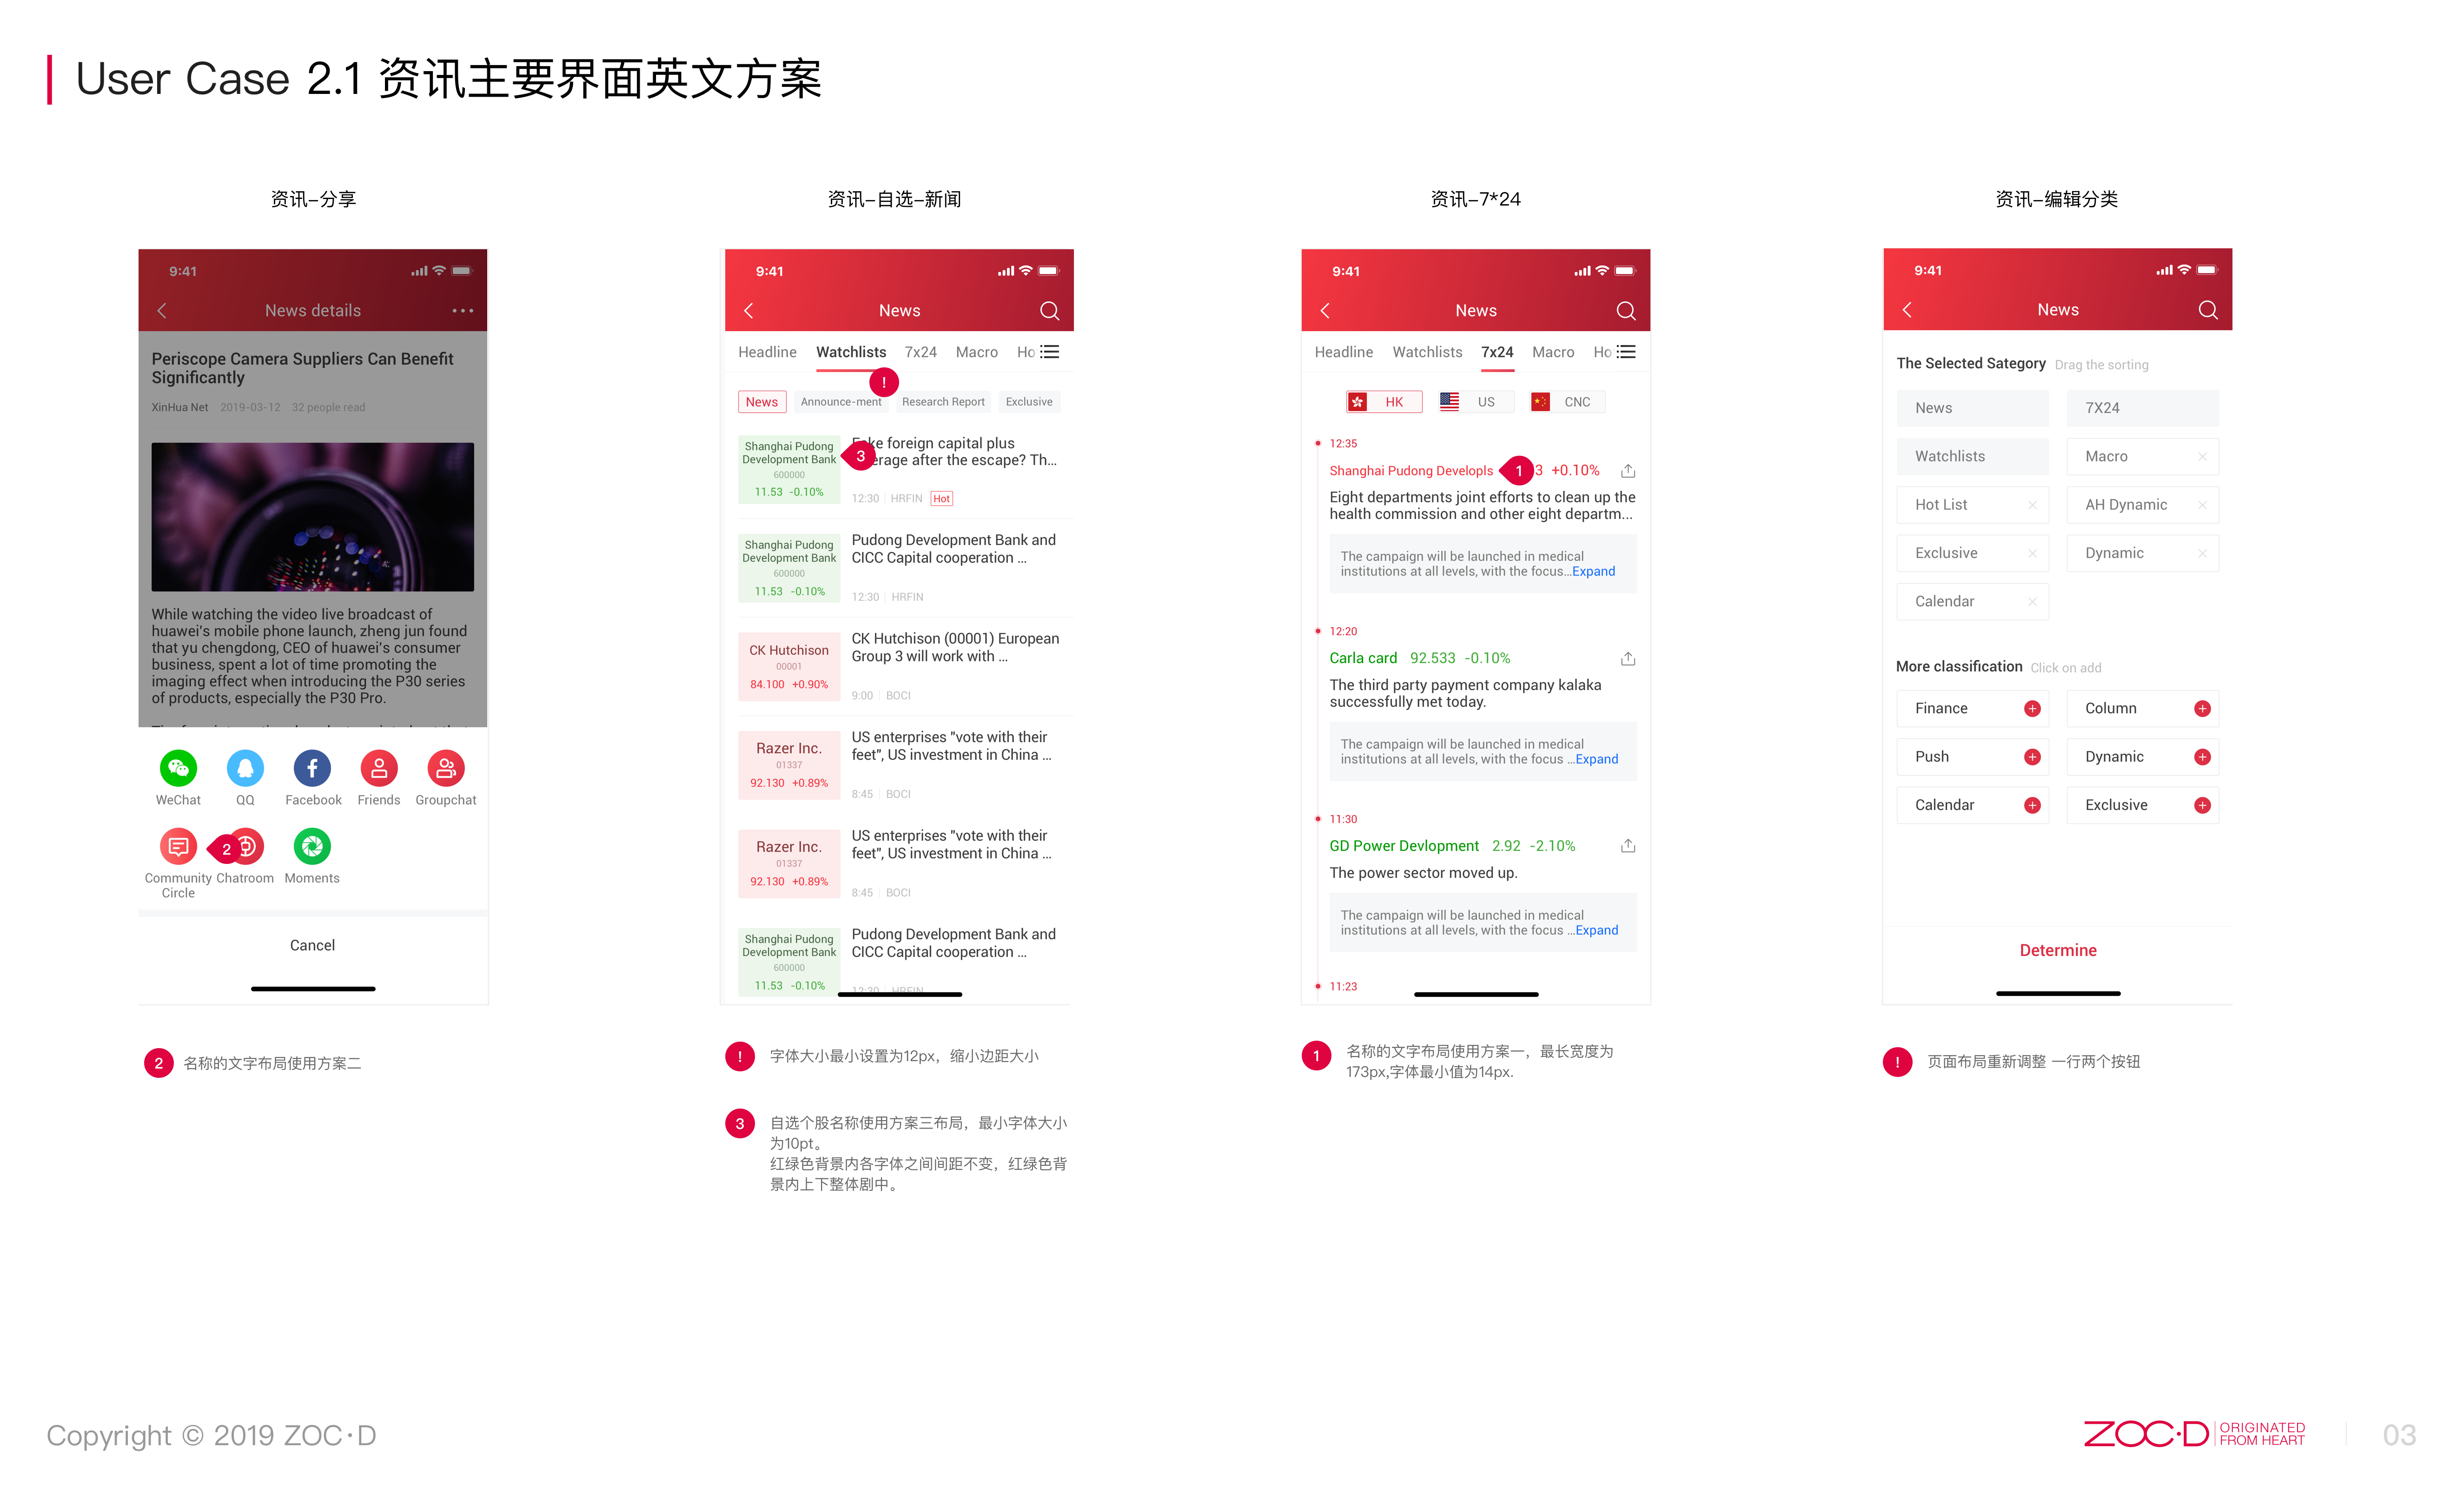 User Case 2.1 资讯主要界面英文方案
资讯-分享
9:41
News details
Periscope Camera Suppliers Can Benefit
Significantly
XinHua Net 2019-03-12 32 people read
While watching the video live broadcast of
huawei's mobile phone launch, zheng jun found
that yu chengdong, CEO of huawei's consumer
business, spent a lot of time promoting the
imaging effect when introducing the P30 series
of products, especially the P30 Pro.
WeChat QQ Facebook Friends Groupchat
2
Community Chatroom Moments
Circle
Cancel
2 名称的文字布局使用方案二
资讯-自选-新闻
9:41
News
Headline Watchlists 7x24 Macro Ho
!
News Announce-ment Research Report Exclusive
Shanghai Pudong
Development Bank
600000
11.53 -0.10%
3
foreign capital plus
after the escape? Th...
12:30 HRFIN Hot
Shanghai Pudong
Development Bank
600000
11.53 -0.10%
Pudong Development Bank and
CICC Capital cooperation ...
12:30 HRFIN
CK Hutchison
00001
84.100 +0.90%
CK Hutchison (00001) European
Group 3 will work with ...
9:00 BOCI
Razer Inc.
01337
92.130 +0.89%
US enterprises "vote with their
feet", US investment in China ...
8:45 BOCI
Razer Inc.
01337
92.130 +0.89%
US enterprises "vote with their
feet", US investment in China ...
8:45 BOCI
Shanghai Pudong
Development Bank
600000
11.53 -0.10%
Pudong Development Bank and
CICC Capital cooperation ...
12:30 HRFIN
! 字体大小最小设置为12px，缩小边距大小
3 自选个股名称使用方案三布局，最小字体大小
为10pt。
红绿色背景内各字体之间间距不变，红绿色背
景内上下整体剧中。
资讯-7*24
9:41
News
Headline Watchlists 7x24 Macro Ho
HK US CNC
12:35
Shanghai Pudong Developls 1 3 +0.10%
Eight departments joint efforts to clean up the
health commission and other eight departm...
The campaign will be launched in medical
institutions at all levels, with the focus...Expand
12:20
Carla card 92.533 -0.10%
The third party payment company kalaka
successfully met today.
The campaign will be launched in medical
institutions at all levels, with the focus ...Expand
11:30
GD Power Devlopment 2.92 -2.10%
The power sector moved up.
The campaign will be launched in medical
institutions at all levels, with the focus ...Expand
11:23
1 名称的文字布局使用方案一，最长宽度为
173px,字体最小值为14px.
资讯-编辑分类
9:41
News
The Selected Sategory Drag the sorting
News 7X24
Watchlists Macro
Hot List AH Dynamic
Exclusive Dynamic
Calendar
More classification Click on add
Finance Column
Push Dynamic
Calendar Exclusive
Determine
! 页面布局重新调整 一行两个按钮
Copyright © 2019 ZOC·D
ZOC·D ORIGINATED
FROM HEART
03